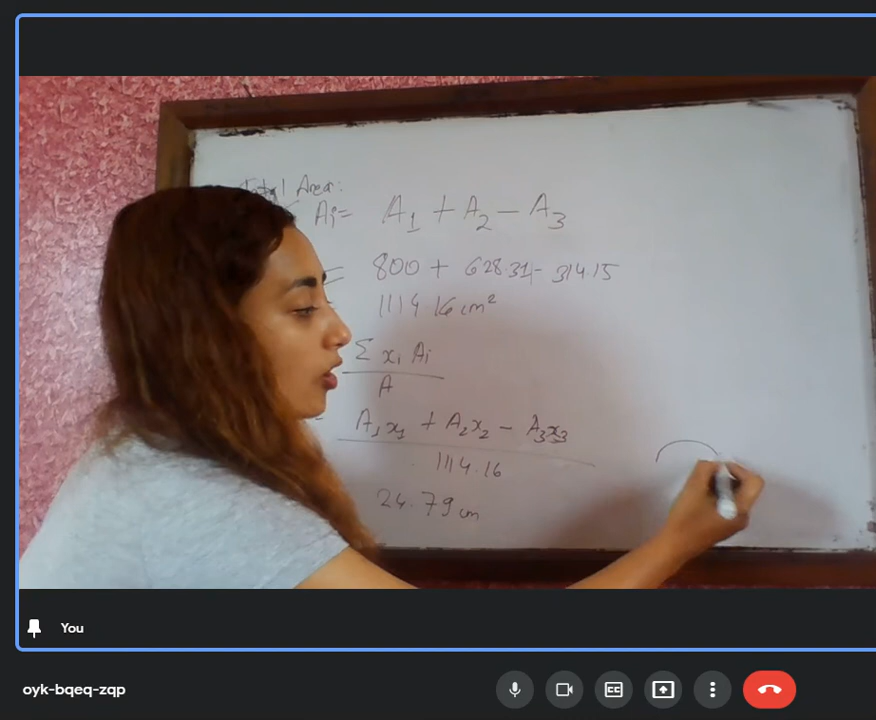 Total Area:
Ai = A1 + A2 - A3
= 800 + 628.31 - 314.15
1114.16 cm²
Σ xi Ai
A
A1x1 + A2x2 - A3x3
1114.16
24.79 cm
You
oyk-bqeq-zqp
CC